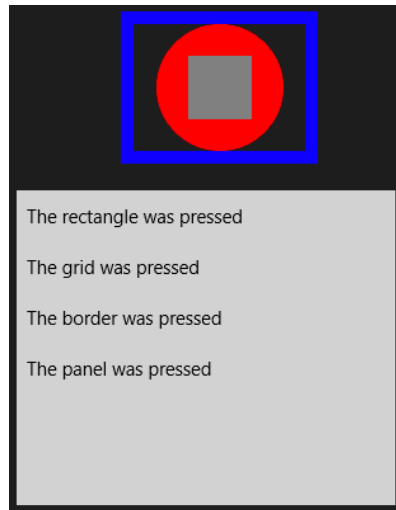 The rectangle was pressed
The grid was pressed
The border was pressed
The panel was pressed